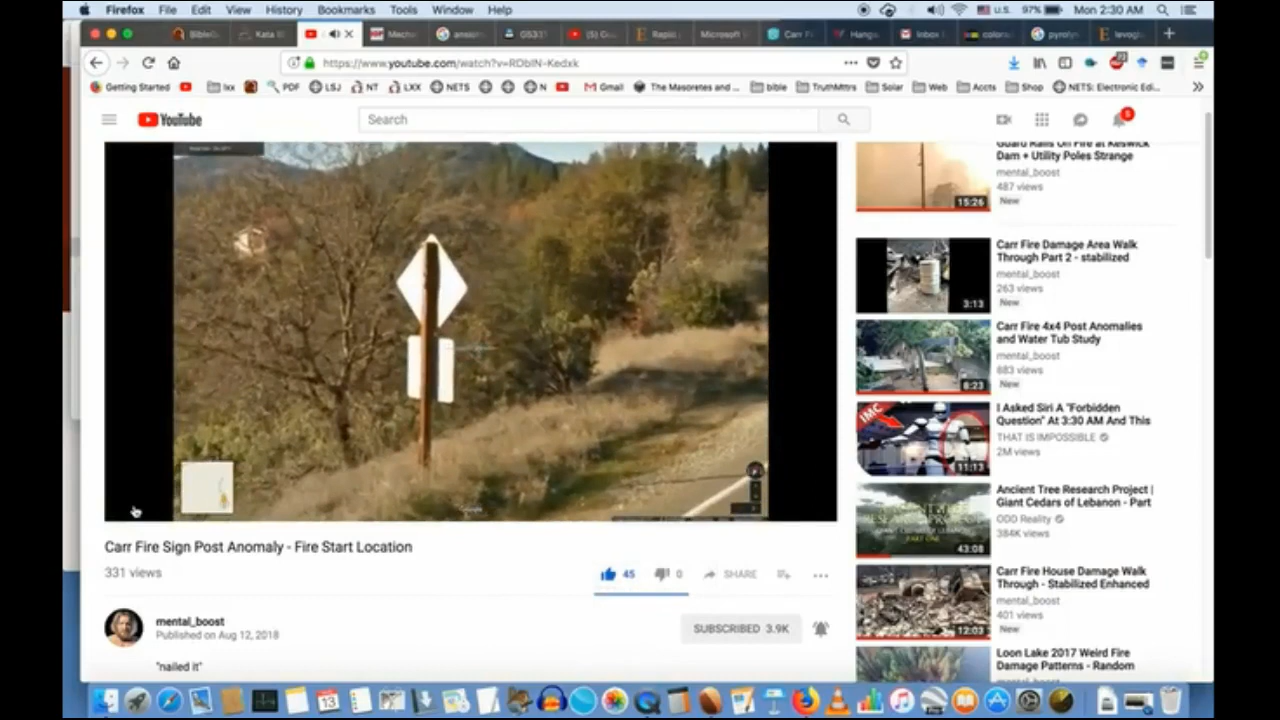 Firefox File Edit View History Bookmarks Tools Window Help
U.S. 97% Mon 2:30 AM
https://www.youtube.com/watch?v=RDbIN-Kedxk
Getting Started lxx PDF LSJ NT LXX NETS N Gmail The Masoretes and ... bible TruthMttrs Solar Web Accts Shop NETS: Electronic Edi...
YouTube
Search
Guard Rails On Fire at Keswick
Dam + Utility Poles Strange
mental_boost
487 views
New
15:26
Carr Fire Damage Area Walk
Through Part 2 - stabilized
mental_boost
263 views
New
3:13
Carr Fire 4x4 Post Anomalies
and Water Tub Study
mental_boost
683 views
New
8:23
I Asked Siri A "Forbidden
Question" At 3:30 AM And This
THAT IS IMPOSSIBLE
2M views
IMC
11:13
Ancient Tree Research Project |
Giant Cedars of Lebanon - Part
ODD Reality
384K views
43:08
Carr Fire House Damage Walk
Through - Stabilized Enhanced
mental_boost
401 views
New
12:03
Loon Lake 2017 Weird Fire
Damage Patterns - Random
Carr Fire Sign Post Anomaly - Fire Start Location
331 views
45 0 SHARE
mental_boost
Published on Aug 12, 2018
SUBSCRIBED 3.9K
"nailed it"